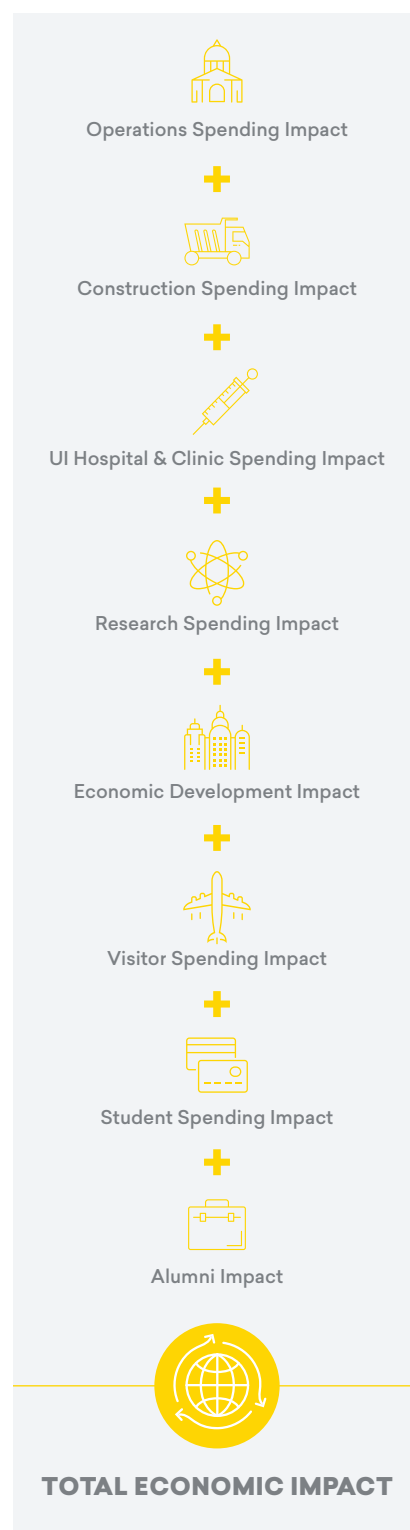 Operations Spending Impact
+
Construction Spending Impact
+
UI Hospital & Clinic Spending Impact
+
Research Spending Impact
+
Economic Development Impact
+
Visitor Spending Impact
+
Student Spending Impact
+
Alumni Impact
TOTAL ECONOMIC IMPACT